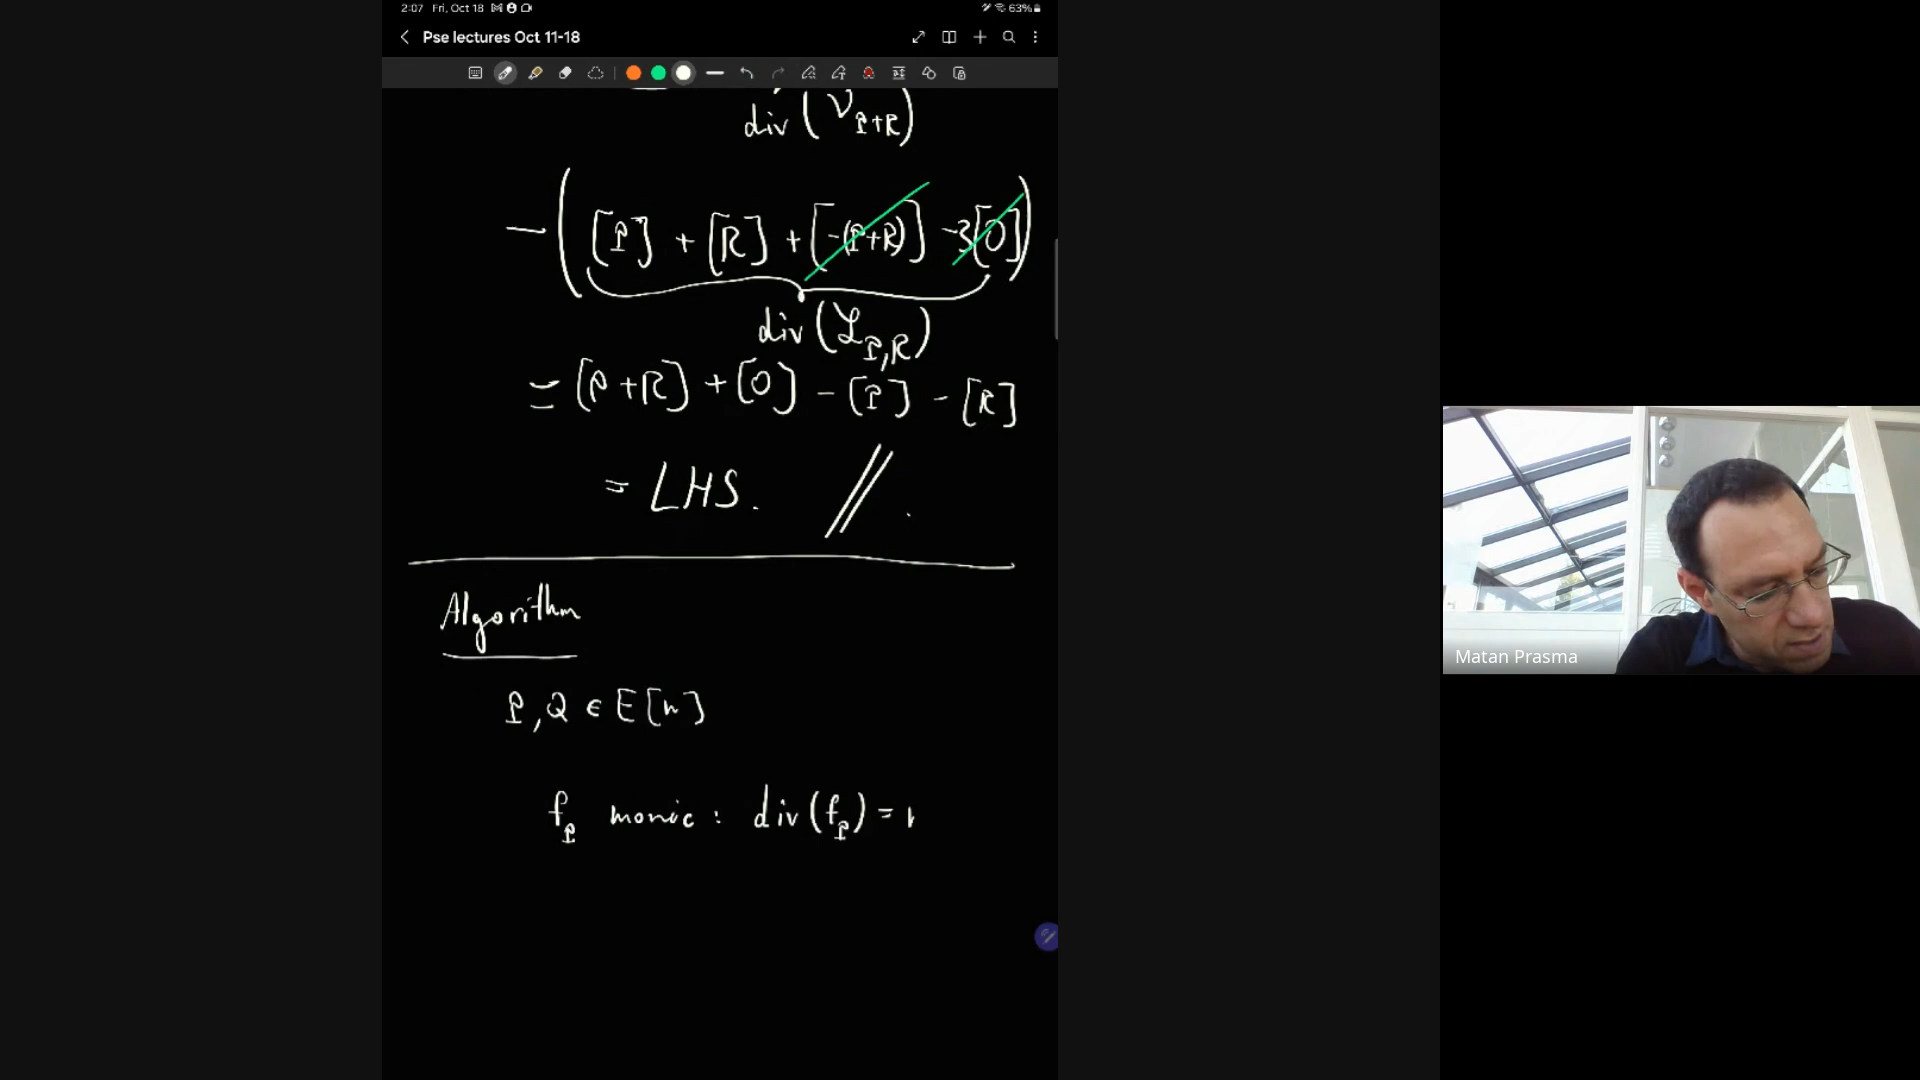 2:07 Fri, Oct 18 63%
Pse lectures Oct 11-18
div (V_{P+R})
- ([P] + [R] + [-(P+R)] -3[O])
div (L_{P,R})
= [P+R] + [O] - [P] - [R]
= LHS. //
Algorithm
P, Q ∈ E[n]
f_P monic : div(f_P) =
Matan Prasma